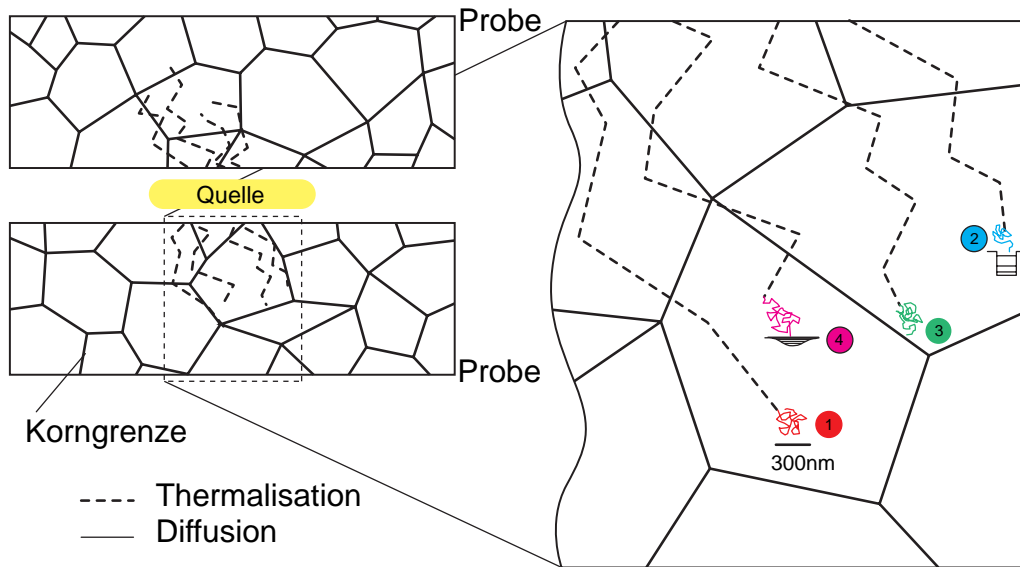 Probe
Quelle
Probe
Korngrenze
Thermalisation
Diffusion
2
3
4
1
300nm